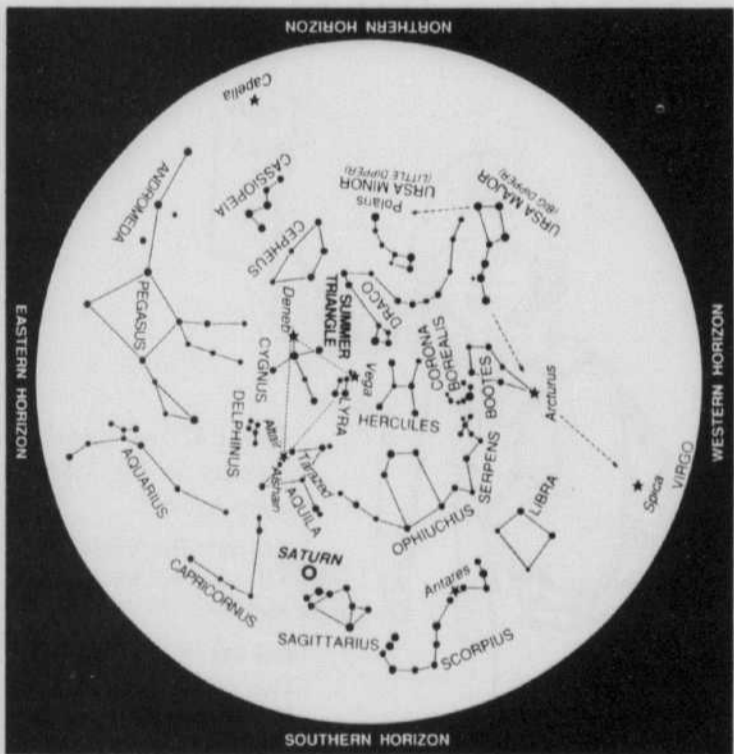 NORTHERN HORIZON
Capella
CASSIOPEIA
ANDROMEDA
URSA MINOR
(LITTLE DIPPER)
Polaris
URSA MAJOR
(BIG DIPPER)
CEPHEUS
DRACO
SUMMER
TRIANGLE
Deneb
PEGASUS
CYGNUS
Vega
LYRA
HERCULES
CORONA
BOREALIS
BOOTES
Arcturus
EASTERN HORIZON
WESTERN HORIZON
DELPHINUS
Altair
Alshain
Tarazed
AQUILA
AQUARIUS
SERPENS
OPHIUCHUS
LIBRA
Spica
VIRGO
SATURN
CAPRICORNUS
SAGITTARIUS
Antares
SCORPIUS
SOUTHERN HORIZON